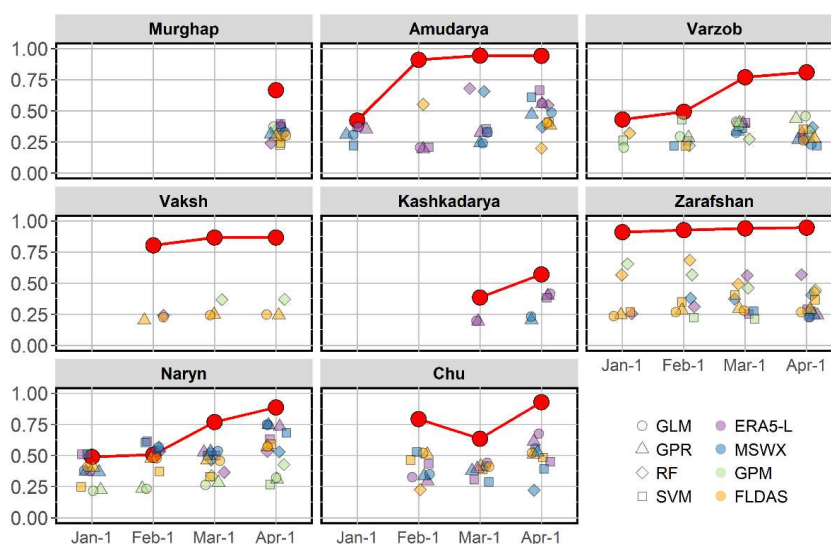 Murghap Amudarya Varzob
1.00
0.75
0.50
0.25
0.00
Vaksh Kashkadarya Zarafshan
1.00
0.75
0.50
0.25
0.00
Jan-1 Feb-1 Mar-1 Apr-1
Naryn Chu
1.00
0.75
0.50
0.25
0.00
Jan-1 Feb-1 Mar-1 Apr-1 Jan-1 Feb-1 Mar-1 Apr-1
GLM ERA5-L
GPR MSWX
RF GPM
SVM FLDAS